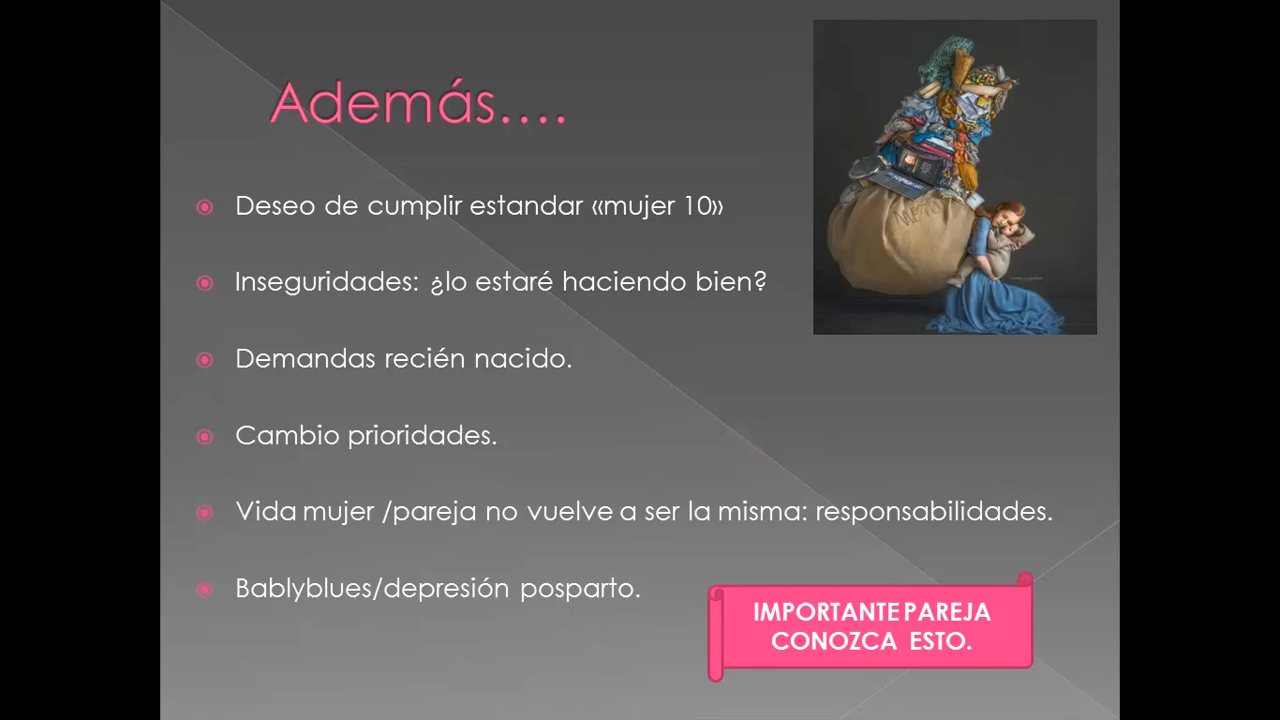 Además....
Deseo de cumplir estandar «mujer 10»
Inseguridades: ¿lo estaré haciendo bien?
Demandas recién nacido.
Cambio prioridades.
Vida mujer /pareja no vuelve a ser la misma: responsabilidades.
Bablyblues/depresión posparto.
IMPORTANTE PAREJA
CONOZCA ESTO.